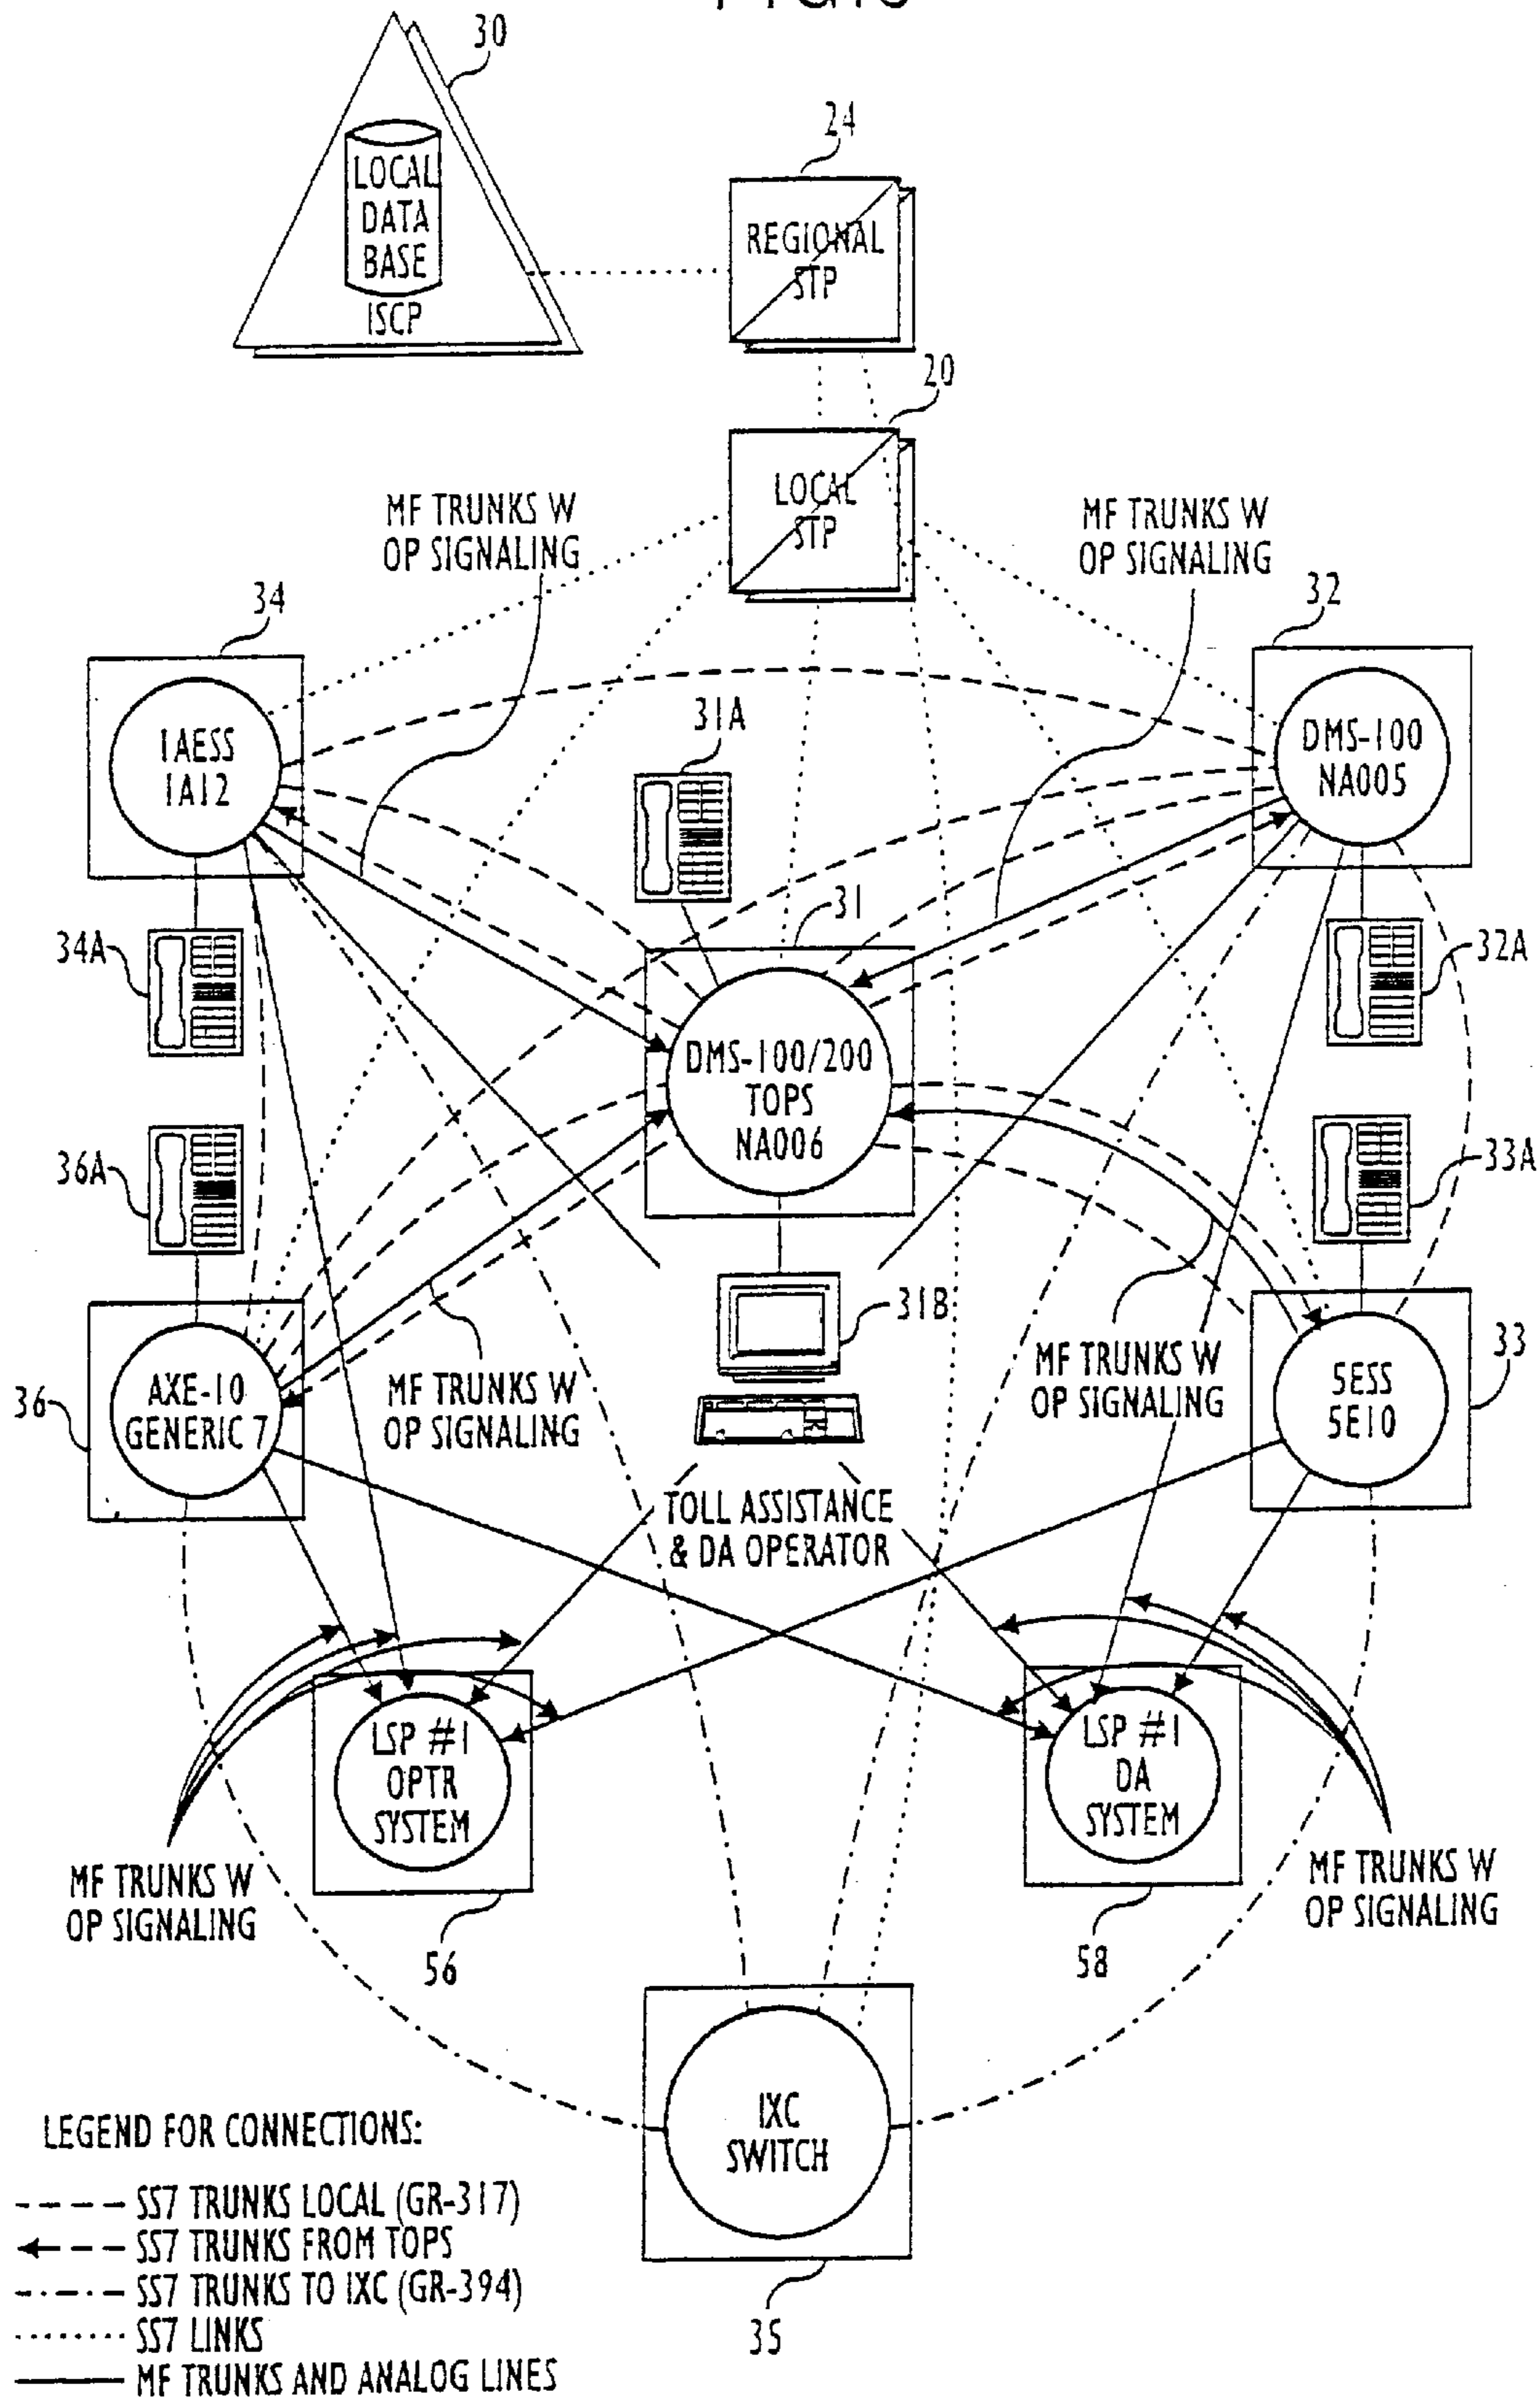 30
24
LOCAL
DATA
BASE
ISCP
REGIONAL
STP
20
LOCAL
STP
MF TRUNKS W
OP SIGNALING
MF TRUNKS W
OP SIGNALING
34
32
1AESS
1A12
31A
DMS-100
NA005
31
34A
32A
DMS-100/200
TOPS
NA006
36A
33A
31B
36
AXE-10
GENERIC 7
MF TRUNKS W
OP SIGNALING
MF TRUNKS W
OP SIGNALING
5ESS
5E10
33
TOLL ASSISTANCE
& DA OPERATOR
LSP #1
OPTR
SYSTEM
LSP #1
DA
SYSTEM
MF TRUNKS W
OP SIGNALING
MF TRUNKS W
OP SIGNALING
56
58
IXC
SWITCH
35
LEGEND FOR CONNECTIONS:
SS7 TRUNKS LOCAL (GR-317)
SS7 TRUNKS FROM TOPS
SS7 TRUNKS TO IXC (GR-394)
SS7 LINKS
MF TRUNKS AND ANALOG LINES